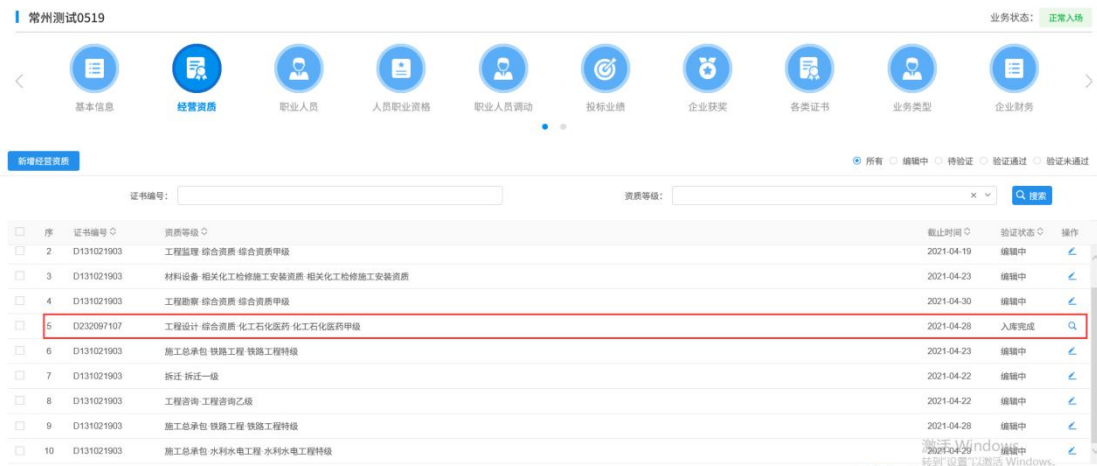 常州测试0519 业务状态： 正常入场
基本信息 经营资质 职业人员 人员职业资格 职业人员调动 投标业绩 企业获奖 各类证书 业务类型 企业财务
新增经营资质 所有 编辑中 待验证 验证通过 验证未通过
证书编号： 资质等级： 搜索
序 证书编号 资质等级 截止时间 验证状态 操作
2 D131021903 工程监理·综合资质·综合资质甲级 2021-04-19 编辑中
3 D131021903 材料设备·相关化工检修施工安装资质·相关化工检修施工安装资质 2021-04-23 编辑中
4 D131021903 工程勘察·综合资质·综合资质甲级 2021-04-30 编辑中
5 D232097107 工程设计·综合资质·化工石化医药·化工石化医药甲级 2021-04-28 入库完成
6 D131021903 施工总承包·铁路工程·铁路工程特级 2021-04-23 编辑中
7 D131021903 拆迁·拆迁一级 2021-04-22 编辑中
8 D131021903 工程咨询·工程咨询乙级 2021-04-22 编辑中
9 D131021903 施工总承包·铁路工程·铁路工程特级 2021-04-28 编辑中
10 D131021903 施工总承包·水利水电工程·水利水电工程特级 2021-04-29 编辑中
激活 Windows
转到"设置"以激活 Windows。